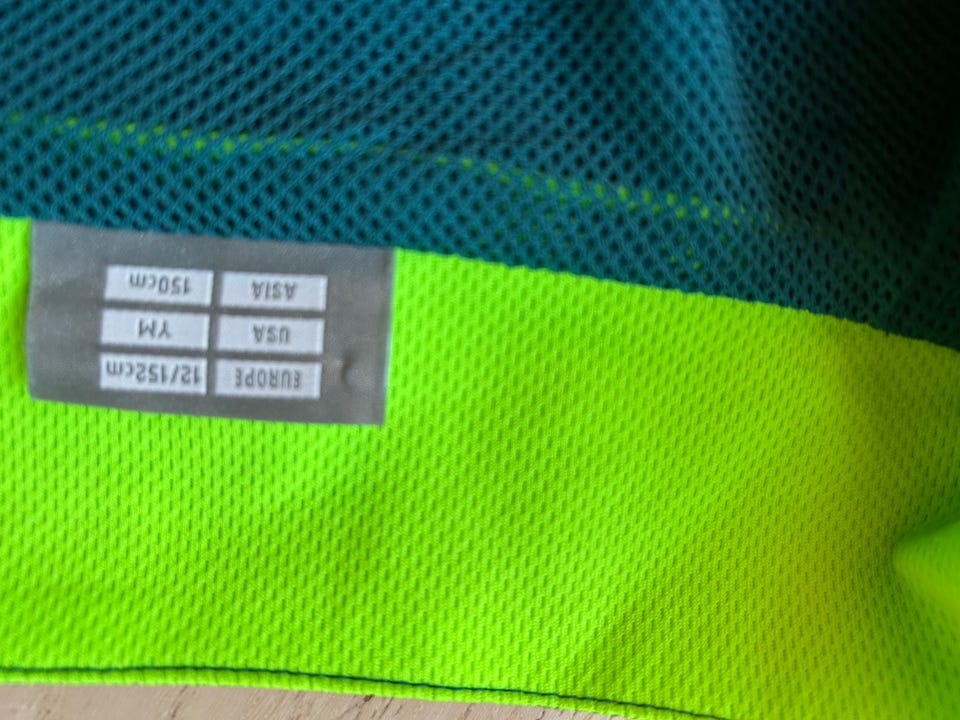 EUROPE 12/152cm
USA YM
ASIA 150cm